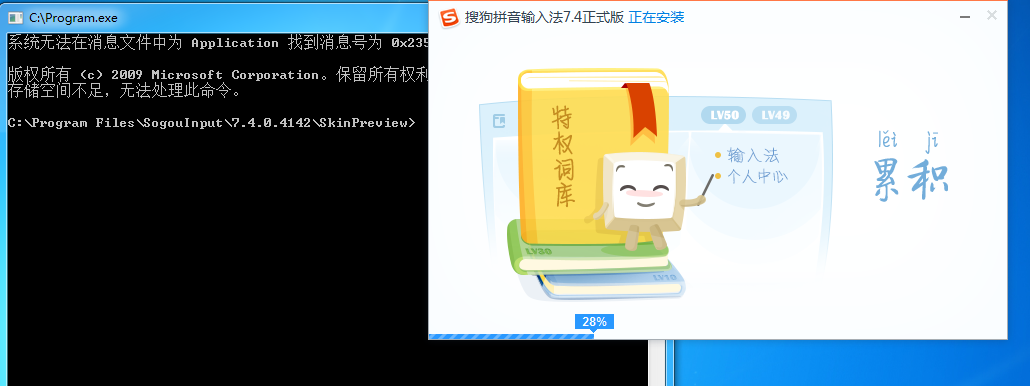 C:\Program.exe
系统无法在消息文件中为 Application 找到消息号为 0x235
版权所有 (c) 2009 Microsoft Corporation。保留所有权利
存储空间不足，无法处理此命令。
C:\Program Files\SogouInput\7.4.0.4142\SkinPreview>
搜狗拼音输入法7.4正式版 正在安装
特权词库
LV50 LV49
输入法
个人中心
lěi jī
累积
LV30
LV10
28%